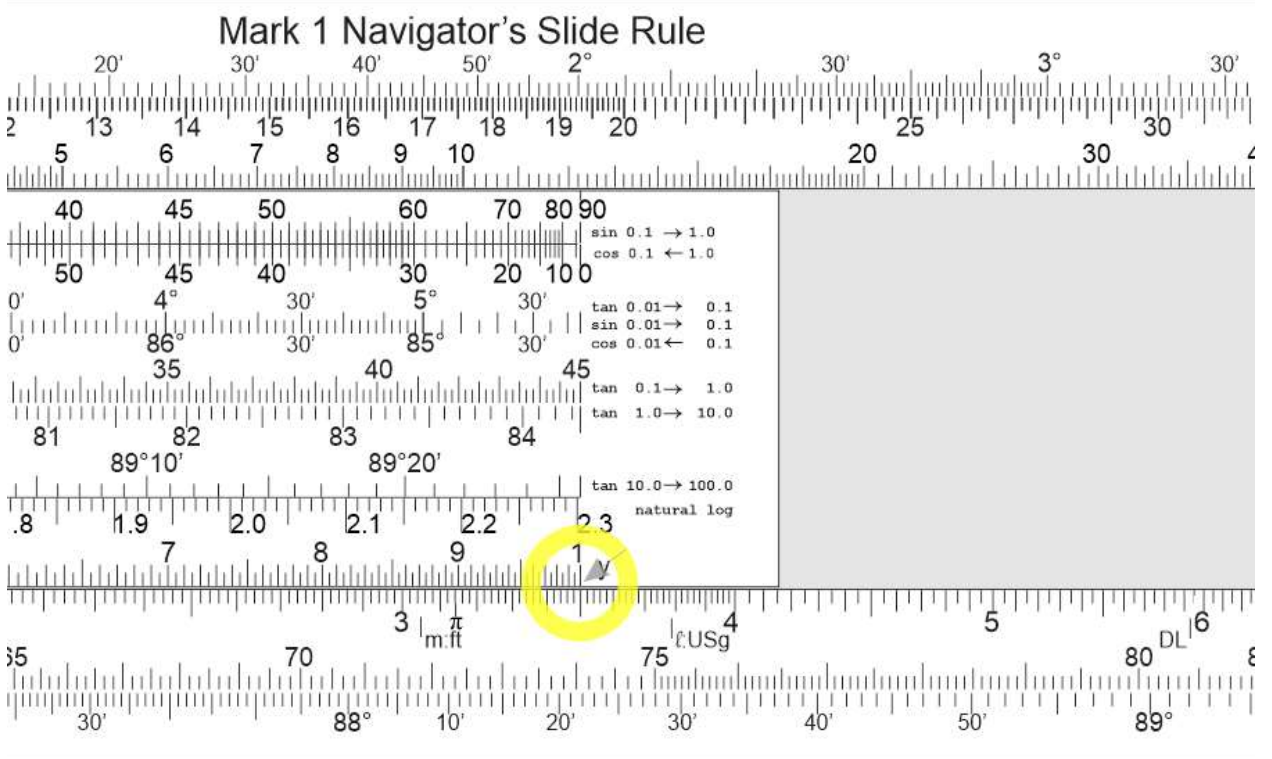 Mark 1 Navigator's Slide Rule
20' 30' 40' 50' 2° 30' 3° 30'
2 13 14 15 16 17 18 19 20 25 30
5 6 7 8 9 10 20 30 4
40 45 50 60 70 80 90
sin 0.1 → 1.0
cos 0.1 ← 1.0
50 45 40 30 20 10 0
0' 4° 30' 5° 30'
tan 0.01→ 0.1
sin 0.01→ 0.1
cos 0.01← 0.1
0' 86° 30' 85° 30'
35 40 45
tan 0.1→ 1.0
tan 1.0→ 10.0
81 82 83 84
89°10' 89°20'
tan 10.0→100.0
natural log
.8 1.9 2.0 2.1 2.2 2.3
7 8 9 1 y
3 m:ft π ℓ:USg 4 5 DL 6
65 70 75 80 8
30' 88° 10' 20' 30' 40' 50' 89°